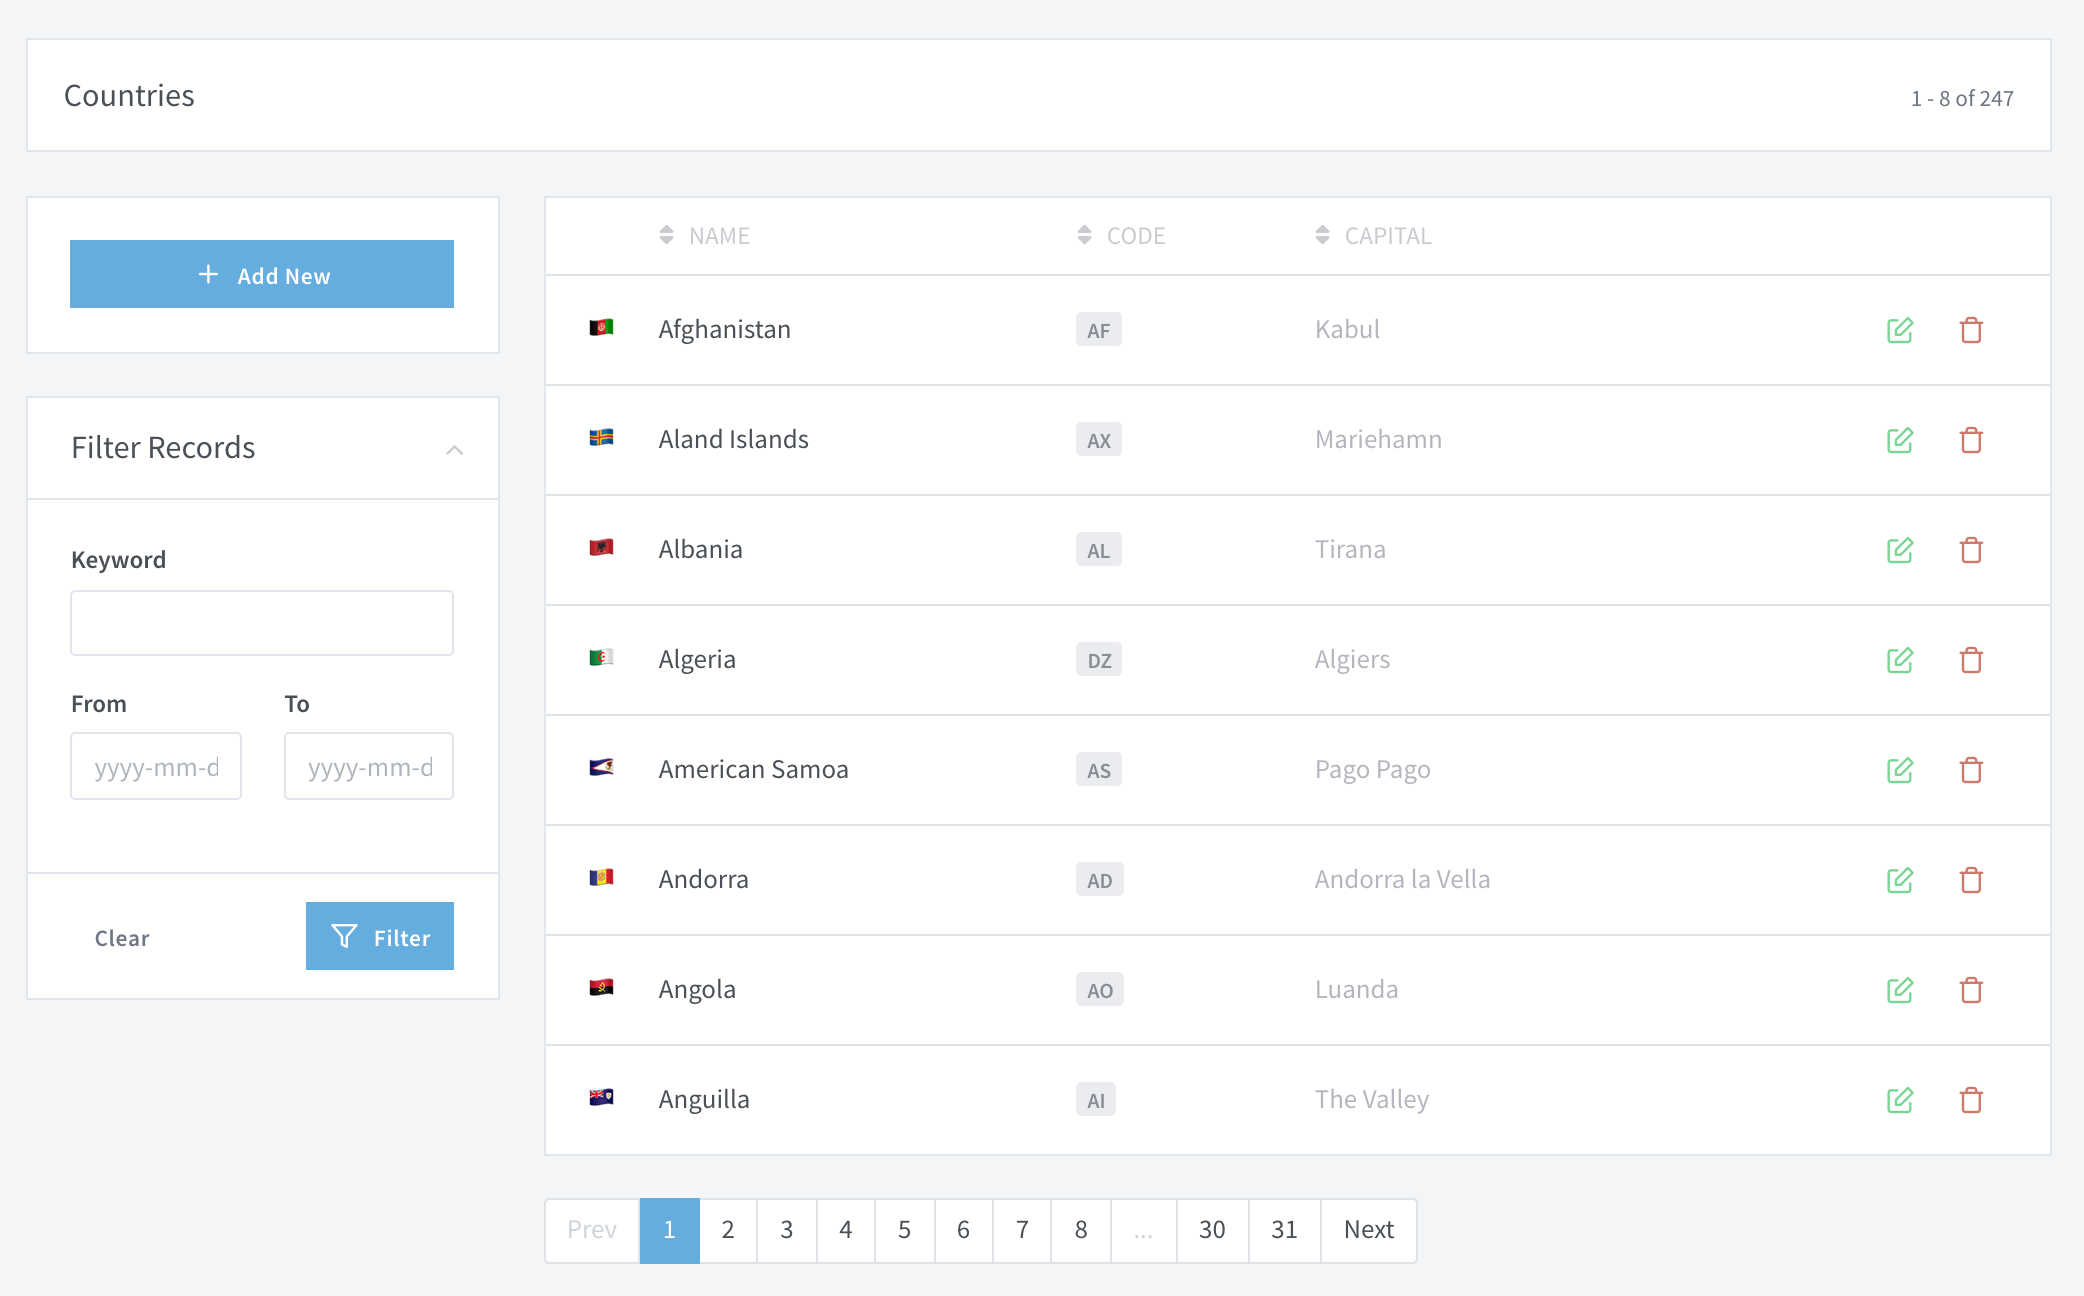 Countries
1 - 8 of 247
Add New
Filter Records
Keyword
From To
yyyy-mm-d yyyy-mm-d
Clear Filter
NAME CODE CAPITAL
Afghanistan AF Kabul
Aland Islands AX Mariehamn
Albania AL Tirana
Algeria DZ Algiers
American Samoa AS Pago Pago
Andorra AD Andorra la Vella
Angola AO Luanda
Anguilla AI The Valley
Prev 1 2 3 4 5 6 7 8 ... 30 31 Next